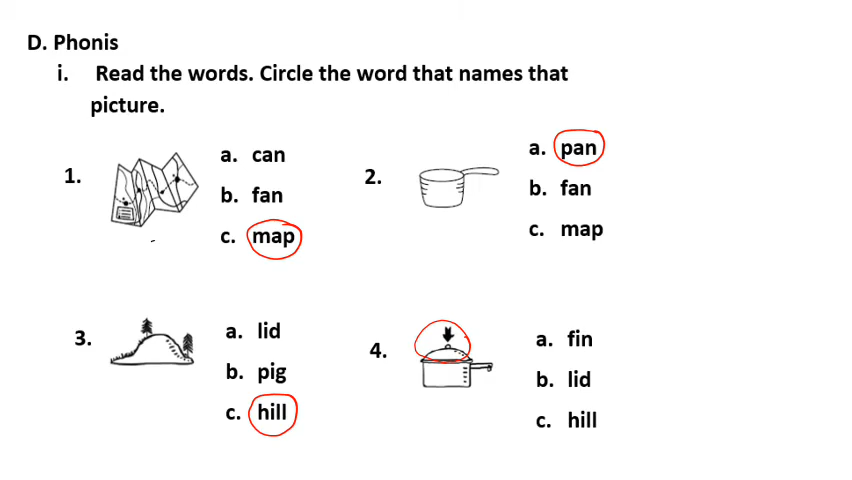 D. Phonis
i. Read the words. Circle the word that names that
picture.
1.
a. can
b. fan
c. map
2.
a. pan
b. fan
c. map
3.
a. lid
b. pig
c. hill
4.
a. fin
b. lid
c. hill